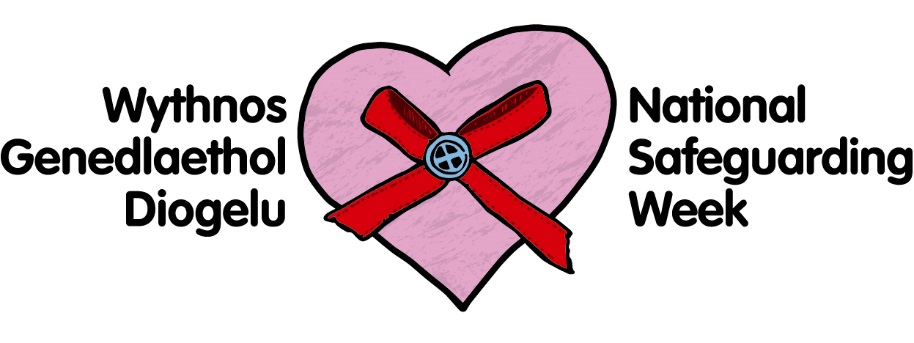 Wythnos
Genedlaethol
Diogelu
National
Safeguarding
Week